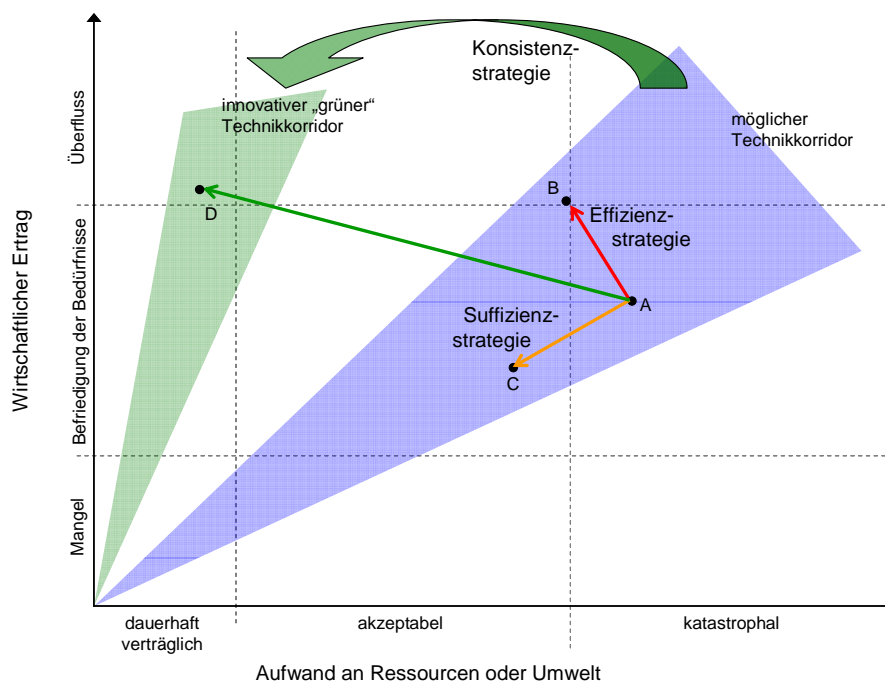 Konsistenz-
strategie
innovativer „grüner“
Technikkorridor
möglicher
Technikkorridor
Überfluss
D
B
Effizienz-
strategie
A
Suffizienz-
strategie
C
Wirtschaftlicher Ertrag
Befriedigung der Bedürfnisse
Mangel
dauerhaft
verträglich
akzeptabel
katastrophal
Aufwand an Ressourcen oder Umwelt